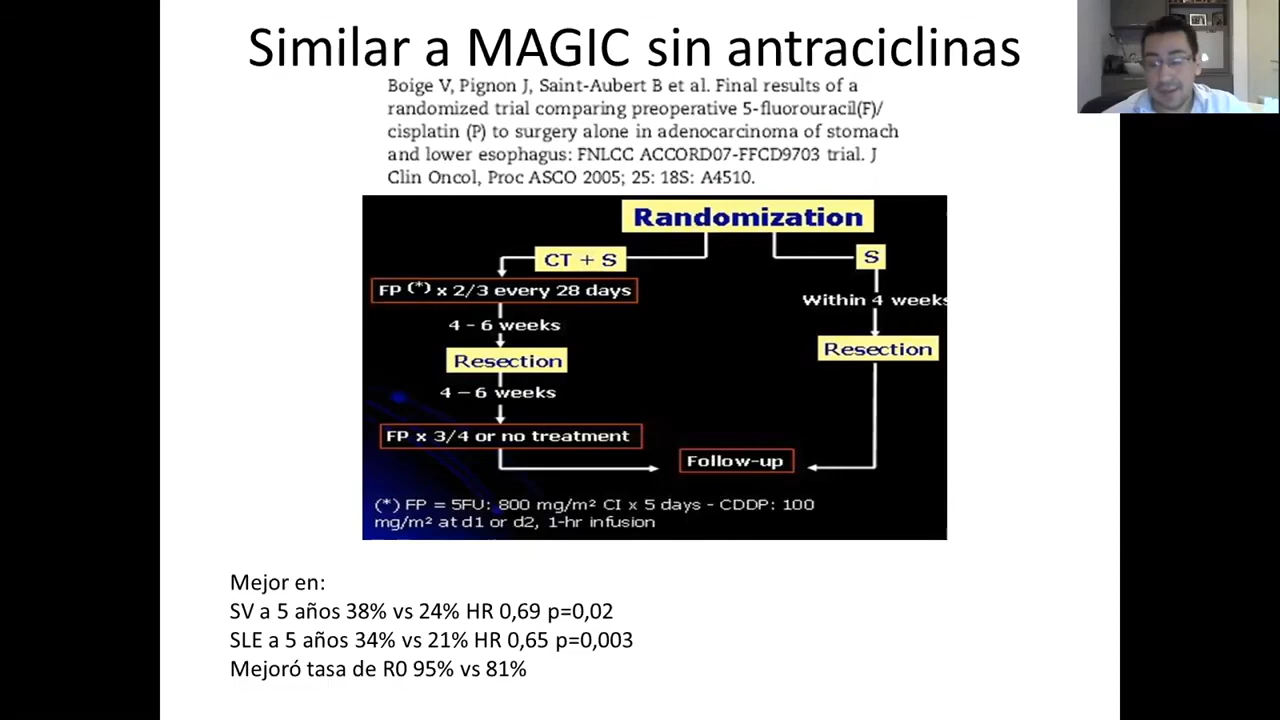 Similar a MAGIC sin antraciclinas
Boige V, Pignon J, Saint-Aubert B et al. Final results of a
randomized trial comparing preoperative 5-fluorouracil(F)/
cisplatin (P) to surgery alone in adenocarcinoma of stomach
and lower esophagus: FNLCC ACCORD07-FFCD9703 trial. J
Clin Oncol, Proc ASCO 2005; 25: 18S: A4510.
Randomization
CT + S
S
FP (*) x 2/3 every 28 days
Within 4 weeks
4 - 6 weeks
Resection
Resection
4 – 6 weeks
FP x 3/4 or no treatment
Follow-up
(*) FP = 5FU: 800 mg/m² CI x 5 days - CDDP: 100
mg/m² at d1 or d2, 1-hr infusion
Mejor en:
SV a 5 años 38% vs 24% HR 0,69 p=0,02
SLE a 5 años 34% vs 21% HR 0,65 p=0,003
Mejoró tasa de R0 95% vs 81%